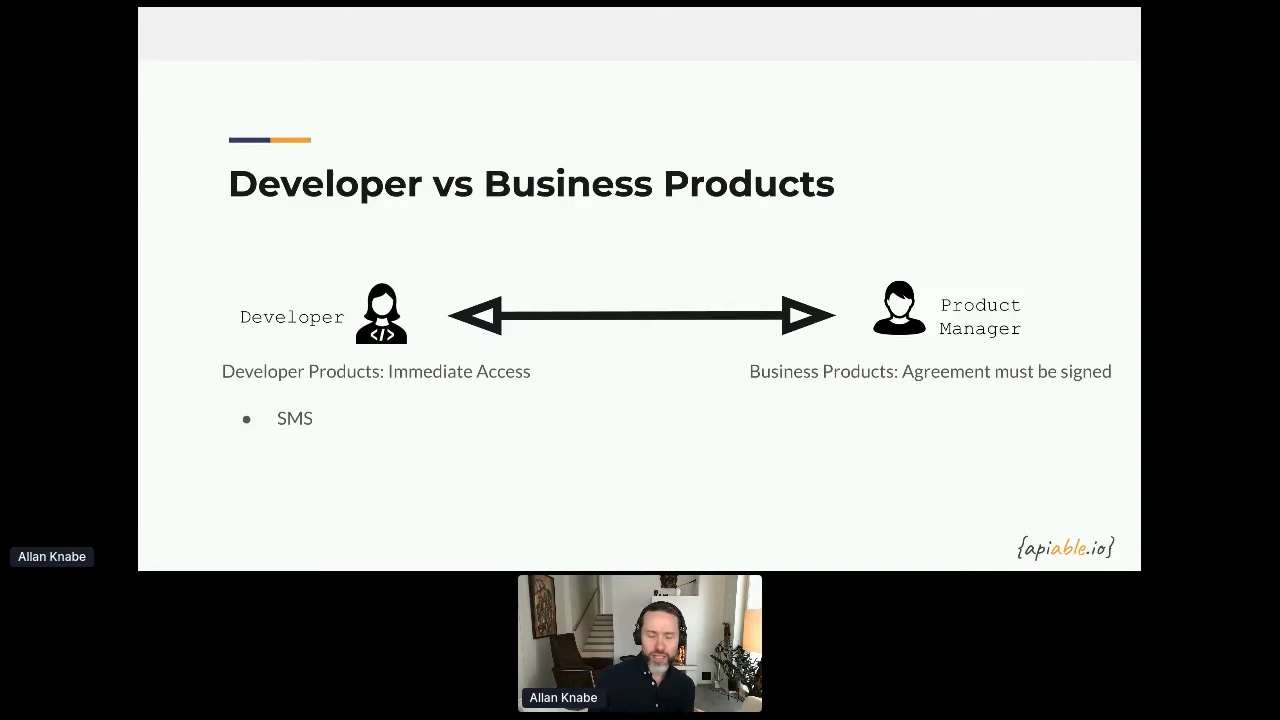 Developer vs Business Products
Developer
</>
Product
Manager
Developer Products: Immediate Access
Business Products: Agreement must be signed
● SMS
{apiable.io}
Allan Knabe
Allan Knabe